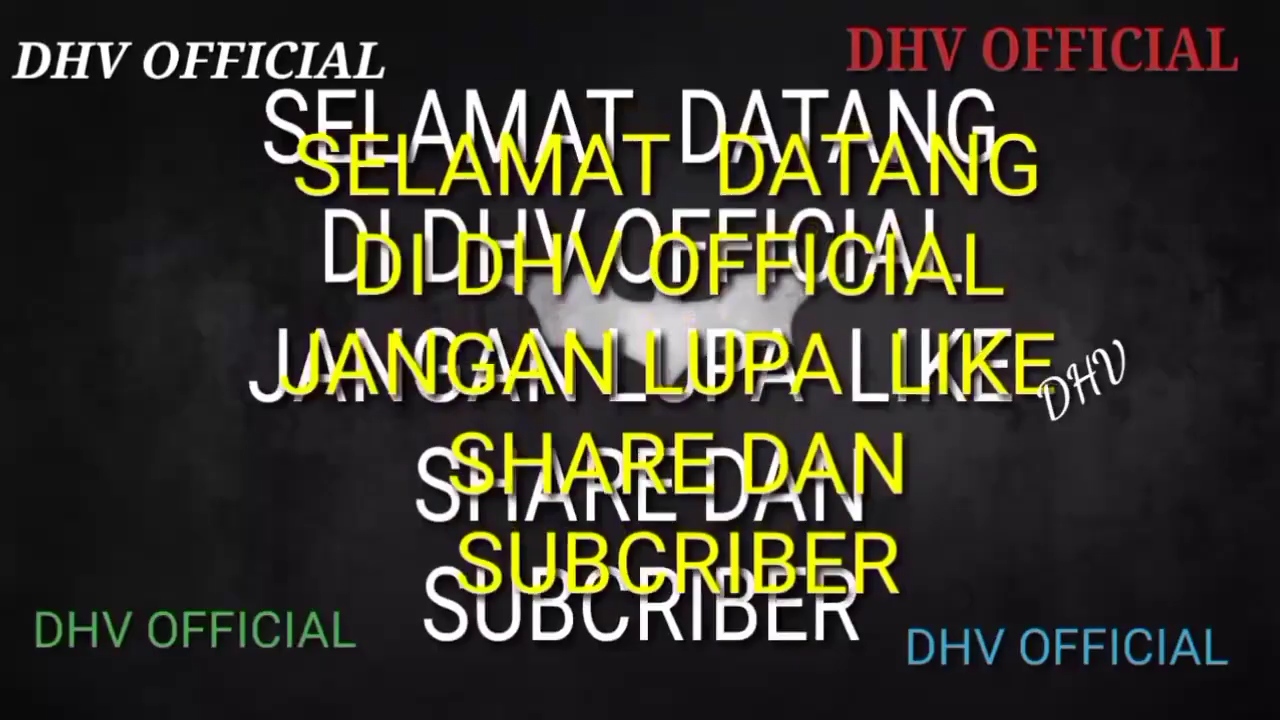 DHV OFFICIAL
DHV OFFICIAL
SELAMAT DATANG
DI DHV OFFICIAL
JANGAN LUPA LIKE
SHARE DAN
SUBCRIBER
SELAMAT DATANG
DI DHV OFFICIAL
JANGAN LUPA LIKE
SHARE DAN
SUBCRIBER
DHV
DHV OFFICIAL
DHV OFFICIAL